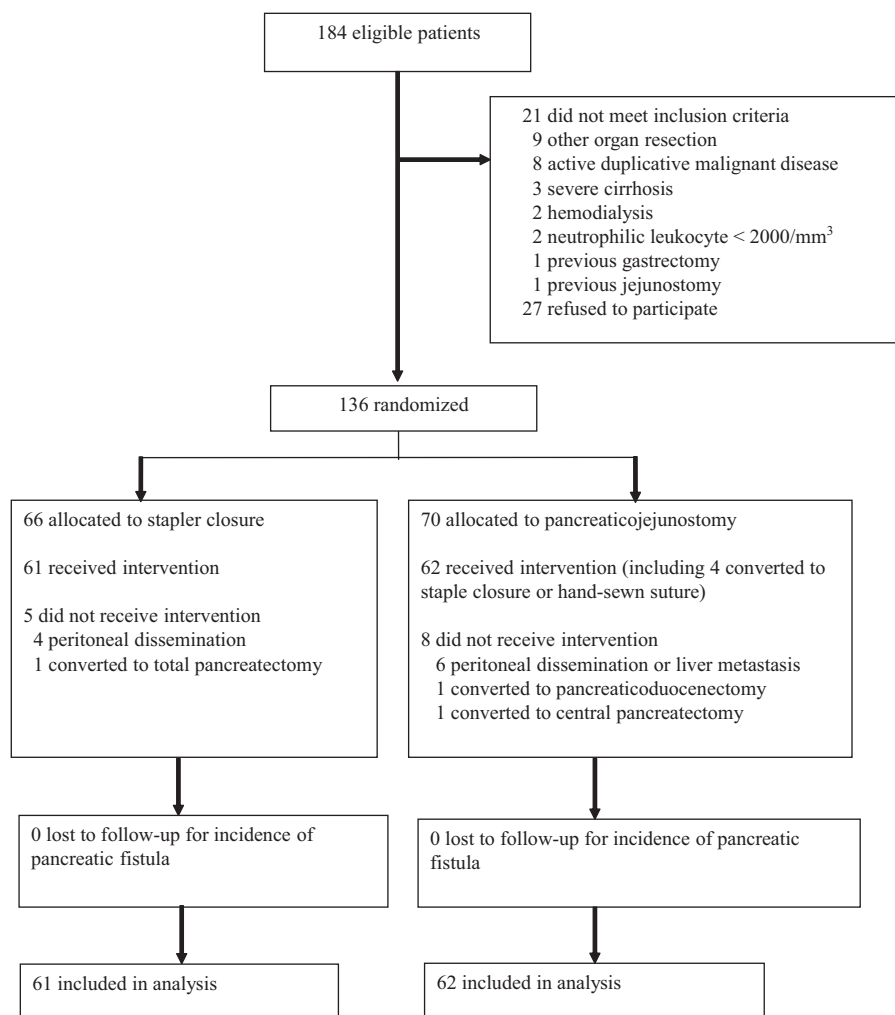 184 eligible patients
21 did not meet inclusion criteria
9 other organ resection
8 active duplicative malignant disease
3 severe cirrhosis
2 hemodialysis
2 neutrophilic leukocyte < 2000/mm³
1 previous gastrectomy
1 previous jejunostomy
27 refused to participate
136 randomized
66 allocated to stapler closure
61 received intervention
5 did not receive intervention
4 peritoneal dissemination
1 converted to total pancreatectomy
70 allocated to pancreaticojejunostomy
62 received intervention (including 4 converted to
staple closure or hand-sewn suture)
8 did not receive intervention
6 peritoneal dissemination or liver metastasis
1 converted to pancreaticoduocenectomy
1 converted to central pancreatectomy
0 lost to follow-up for incidence of
pancreatic fistula
0 lost to follow-up for incidence of pancreatic
fistula
61 included in analysis
62 included in analysis